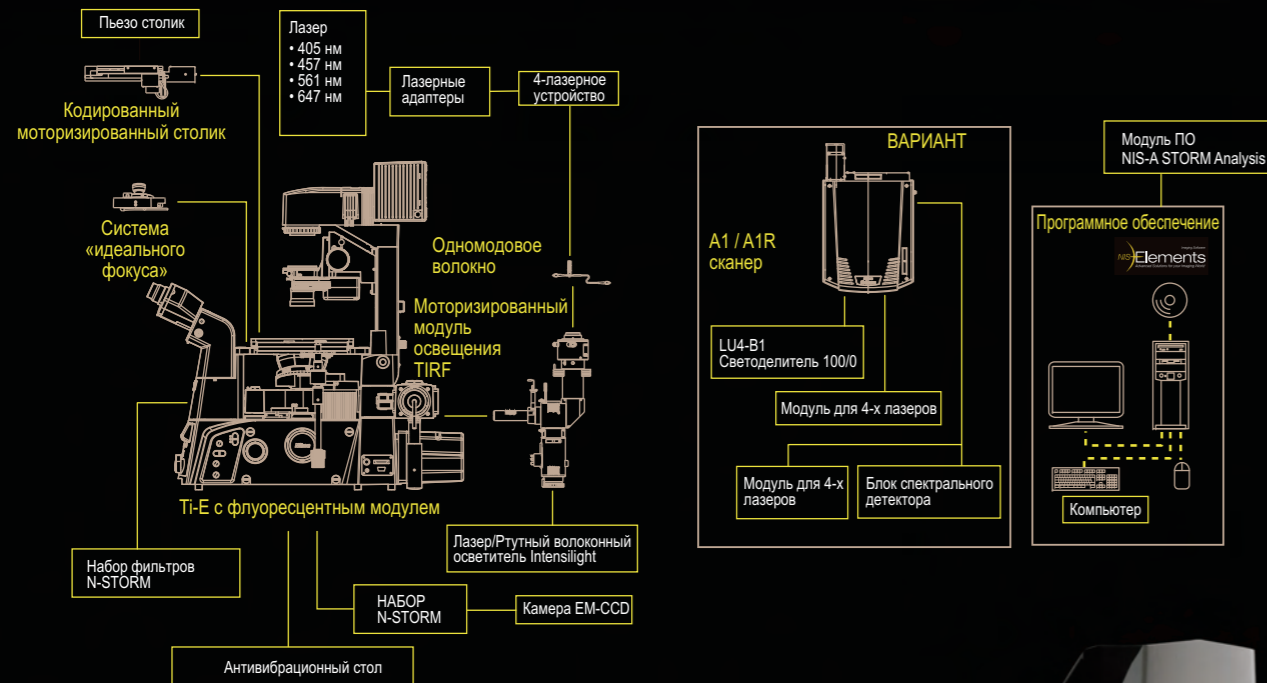 Пьезо столик
Кодированный
моторизированный столик
Система
«идеального
фокуса»
Лазер
• 405 нм
• 457 нм
• 561 нм
• 647 нм
Лазерные
адаптеры
4-лазерное
устройство
Одномодовое
волокно
Моторизированный
модуль
освещения
TIRF
Ti-E с флуоресцентным модулем
Набор фильтров
N-STORM
Лазер/Ртутный волоконный
осветитель Intensilight
НАБОР
N-STORM
Камера EM-CCD
Антивибрационный стол
ВАРИАНТ
A1 / A1R
сканер
LU4-B1
Светоделитель 100/0
Модуль для 4-х лазеров
Модуль для 4-х
лазеров
Блок спектрального
детектора
Модуль ПО
NIS-A STORM Analysis
Программное обеспечение
NIS Elements
Компьютер